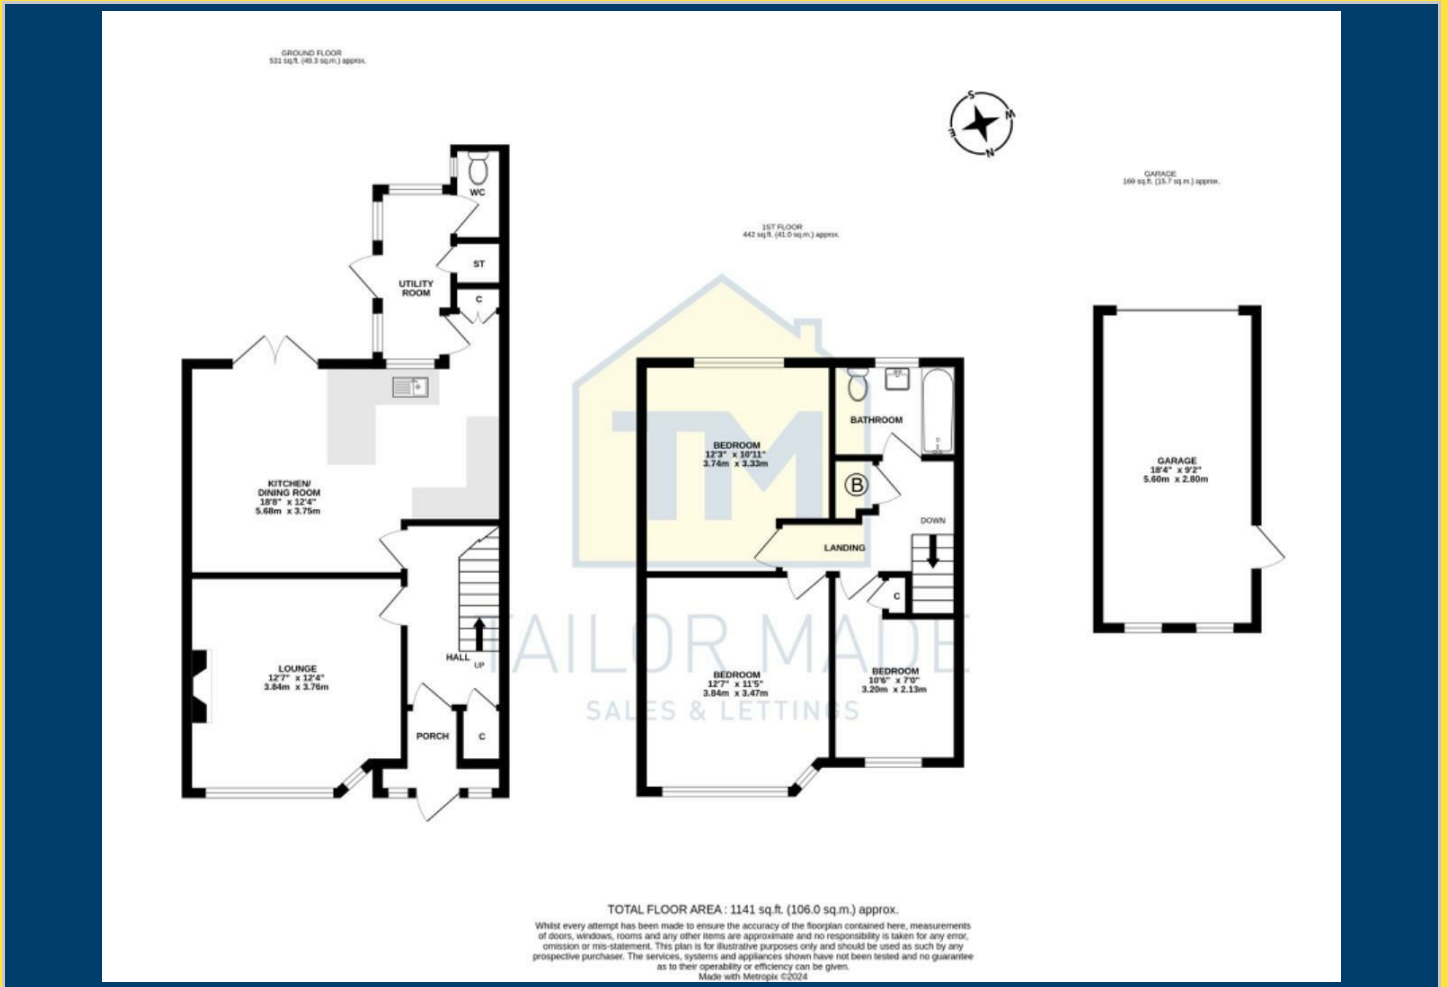 GROUND FLOOR
531 sq.ft. (49.3 sq.m.) approx.
S
W
E
N
GARAGE
169 sq.ft. (15.7 sq.m.) approx.
1ST FLOOR
442 sq.ft. (41.0 sq.m.) approx.
WC
ST
UTILITY
ROOM
C
KITCHEN/
DINING ROOM
18'8" x 12'4"
5.68m x 3.75m
LOUNGE
12'7" x 12'4"
3.84m x 3.76m
HALL
UP
PORCH
C
BEDROOM
12'3" x 10'11"
3.74m x 3.33m
BATHROOM
B
DOWN
LANDING
C
BEDROOM
12'7" x 11'5"
3.84m x 3.47m
BEDROOM
10'6" x 7'0"
3.20m x 2.13m
GARAGE
18'4" x 9'2"
5.60m x 2.80m
TM
TAILOR MADE
SALES & LETTINGS
TOTAL FLOOR AREA : 1141 sq.ft. (106.0 sq.m.) approx.
Whilst every attempt has been made to ensure the accuracy of the floorplan contained here, measurements
of doors, windows, rooms and any other items are approximate and no responsibility is taken for any error,
omission or mis-statement. This plan is for illustrative purposes only and should be used as such by any
prospective purchaser. The services, systems and appliances shown have not been tested and no guarantee
as to their operability or efficiency can be given.
Made with Metropix ©2024